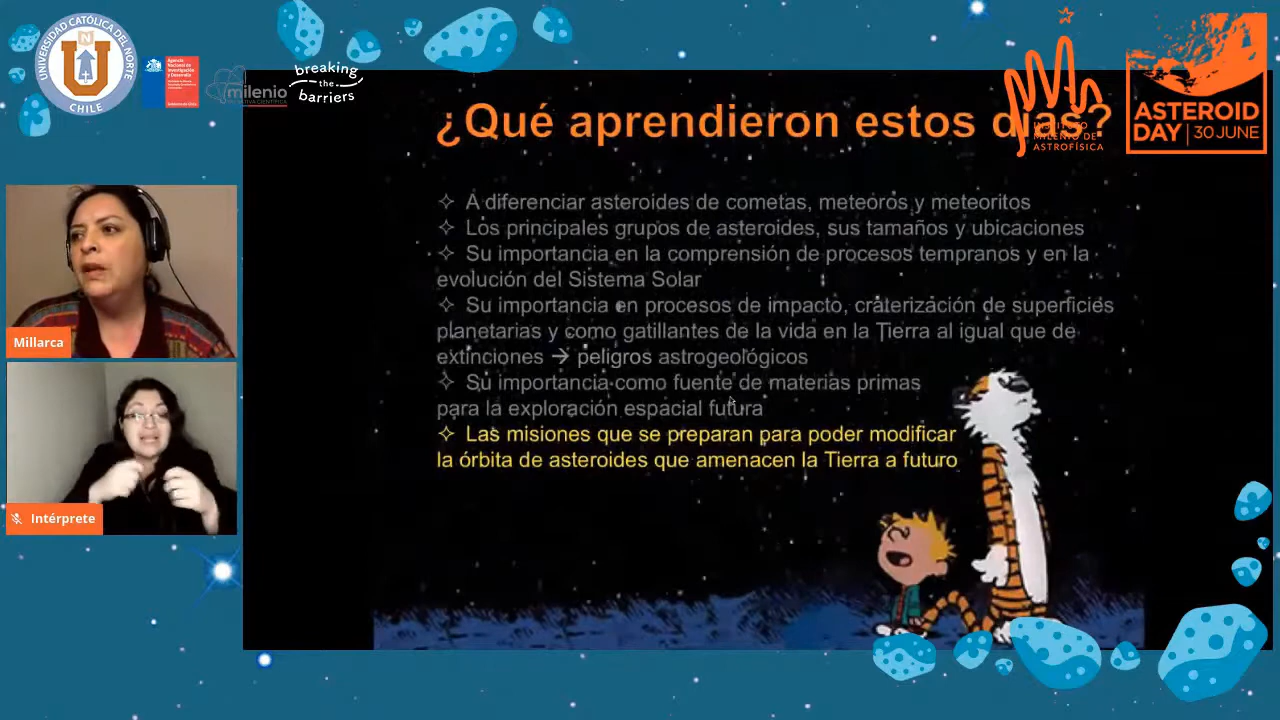 UNIVERSIDAD CATÓLICA DEL NORTE
N
CHILE
milenio
breaking
the
barriers
¿Qué aprendieron estos días?
INSTITUTO
MILENIO DE
ASTROFÍSICA
ASTEROID
DAY | 30 JUNE
✧ A diferenciar asteroides de cometas, meteoros y meteoritos
✧ Los principales grupos de asteroides, sus tamaños y ubicaciones
✧ Su importancia en la comprensión de procesos tempranos y en la
evolución del Sistema Solar
✧ Su importancia en procesos de impacto, craterización de superficies
planetarias y como gatillantes de la vida en la Tierra al igual que de
extinciones → peligros astrogeológicos
✧ Su importancia como fuente de materias primas
para la exploración espacial futura
✧ Las misiones que se preparan para poder modificar
la órbita de asteroides que amenacen la Tierra a futuro
Millarca
Intérprete